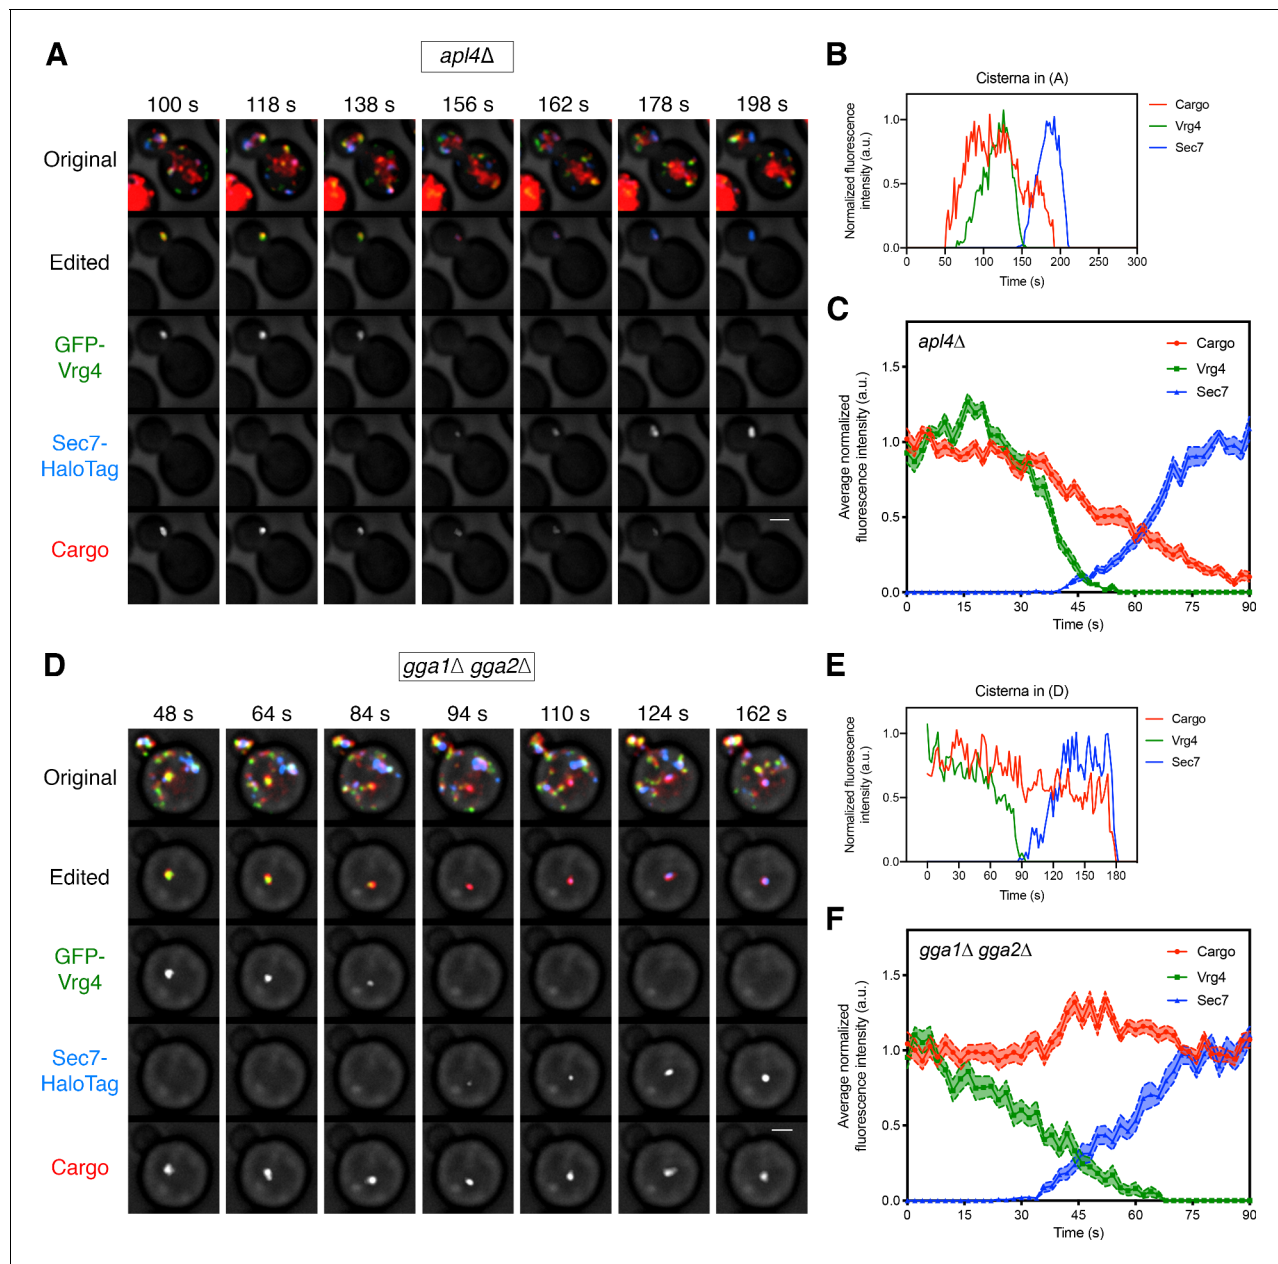 A
apl4Δ
100 s 118 s 138 s 156 s 162 s 178 s 198 s
Original
Edited
GFP-
Vrg4
Sec7-
HaloTag
Cargo
B
Cisterna in (A)
Normalized fluorescence
intensity (a.u.)
1.0
0.5
0.0
0 50 100 150 200 250 300
Time (s)
Cargo
Vrg4
Sec7
C
apl4Δ
Average normalized
fluorescence intensity (a.u.)
1.5
1.0
0.5
0.0
0 15 30 45 60 75 90
Time (s)
Cargo
Vrg4
Sec7
D
gga1Δ gga2Δ
48 s 64 s 84 s 94 s 110 s 124 s 162 s
Original
Edited
GFP-
Vrg4
Sec7-
HaloTag
Cargo
E
Cisterna in (D)
Normalized fluorescence
intensity (a.u.)
1.0
0.5
0.0
0 30 60 90 120 150 180
Time (s)
Cargo
Vrg4
Sec7
F
gga1Δ gga2Δ
Average normalized
fluorescence intensity (a.u.)
1.5
1.0
0.5
0.0
0 15 30 45 60 75 90
Time (s)
Cargo
Vrg4
Sec7